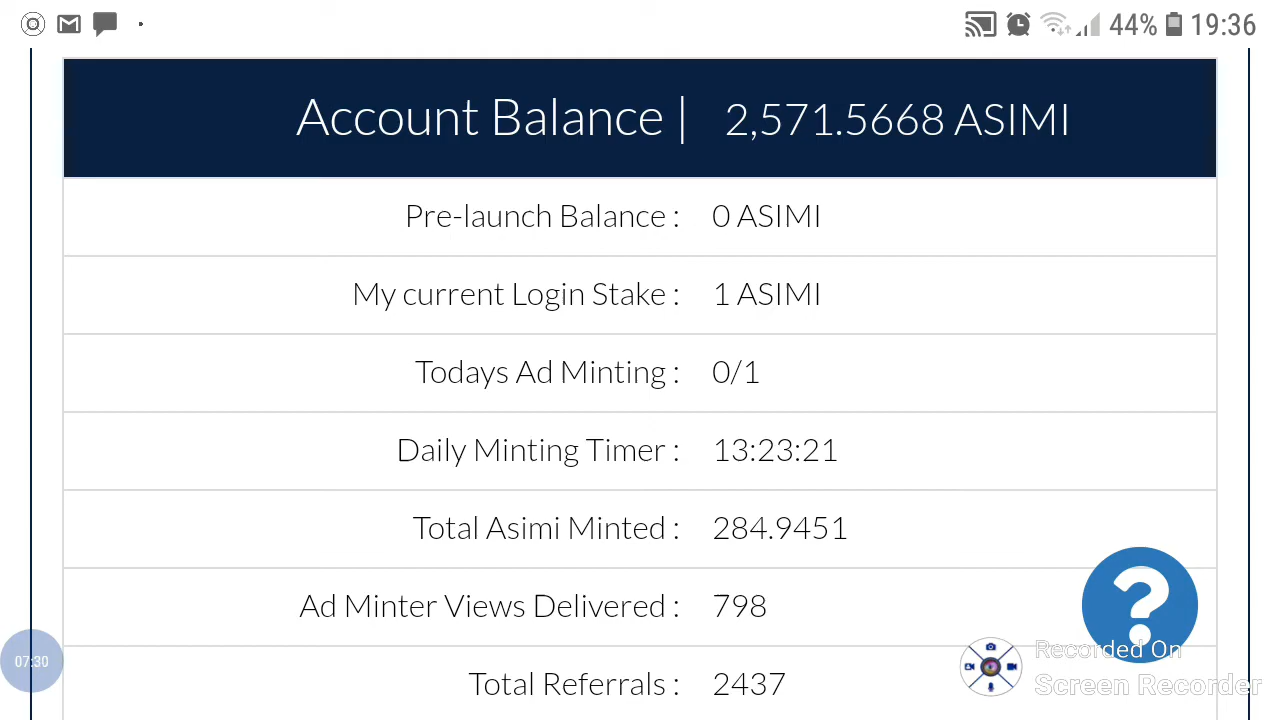 44% 19:36
Account Balance | 2,571.5668 ASIMI
Pre-launch Balance : 0 ASIMI
My current Login Stake : 1 ASIMI
Todays Ad Minting : 0/1
Daily Minting Timer : 13:23:21
Total Asimi Minted : 284.9451
Ad Minter Views Delivered : 798
?
07:30
Recorded On
Screen Recorder
Total Referrals : 2437